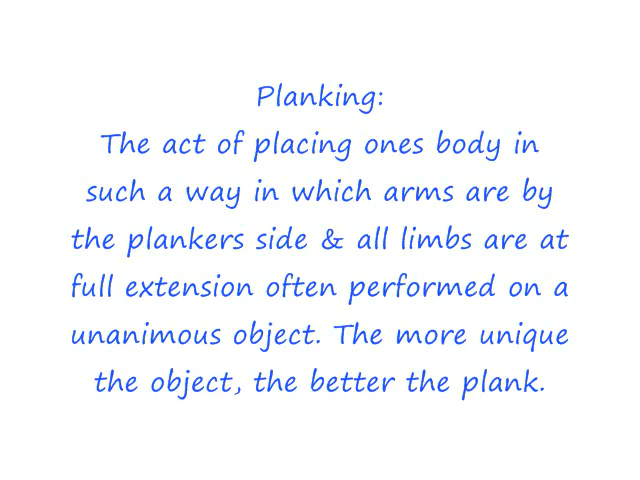 Planking:
The act of placing ones body in
such a way in which arms are by
the plankers side & all limbs are at
full extension often performed on a
unanimous object. The more unique
the object, the better the plank.